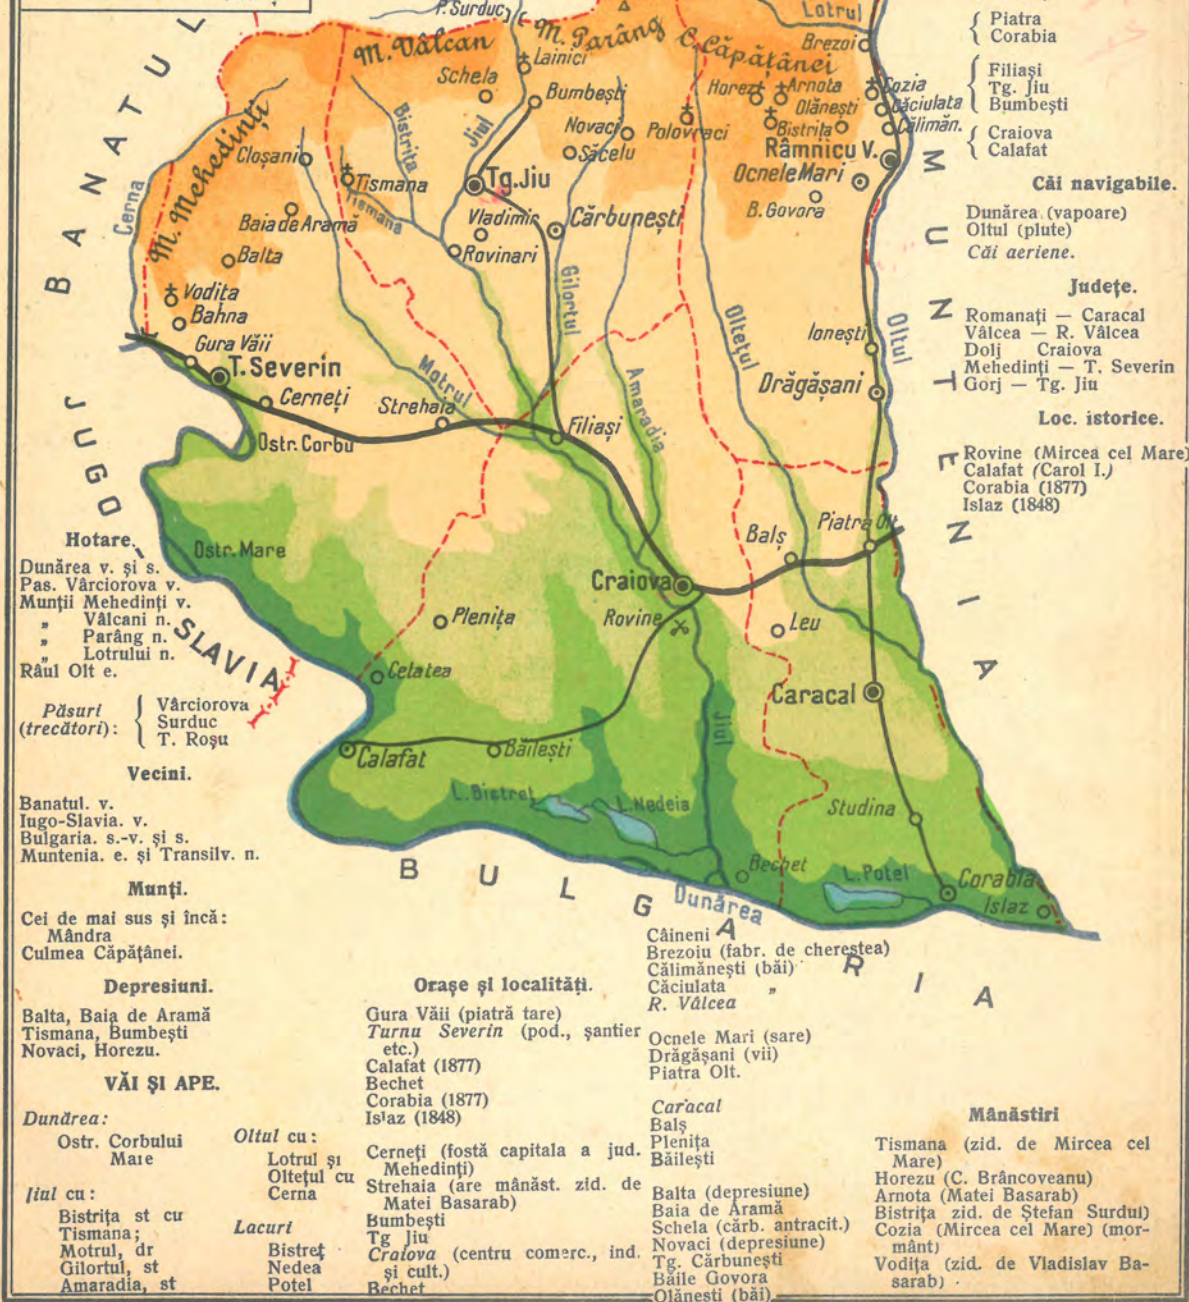 P. Surduc
M. Parâng
Lotrul
M. Vâlcan
C. Căpățânei
Brezoi
Lainici
Schela
Bumbești
Horez
Arnota
Cozia
Olănești
Căciulata
Bistrița
Călimăn.
Jiul
Novaci
Polovraci
Bistrița
Săcelu
Râmnicu V.
Ocnele Mari
B. Govora
M. Mehedinți
Cloșani
Tismana
Tismana
Tg. Jiu
Vladimir
Cărbunești
Cerna
Baia de Aramă
Balta
Rovinari
Gilortul
Vodita
Bahna
Gura Văii
T. Severin
Cerneți
Motrul
Strehaia
Filiași
Amaradia
Oltețul
Oltul
Ionești
Drăgășani
Ostr. Corbu
Ostr. Mare
Balș
Piatra Olt.
Craiova
Rovine
Leu
Plenița
Cetatea
Caracal
Calafat
Băilești
Jiul
L. Bistreț
L. Nedeia
Studina
Bechet
L. Potel
Corabia
Islaz
Dunărea
BANATUL
JUGO
SLAVIA
MUNTENIA
BULGARIA
Piatra
Corabia
Filiași
Tg. Jiu
Bumbești
Craiova
Calafat
Căi navigabile.
Dunărea (vapoare)
Oltul (plute)
Căi aeriene.
Județe.
Romanați — Caracal
Vâlcea — R. Vâlcea
Dolj Craiova
Mehedinți — T. Severin
Gorj — Tg. Jiu
Loc. istorice.
Rovine (Mircea cel Mare)
Calafat (Carol I.)
Corabia (1877)
Islaz (1848)
Hotare.
Dunărea v. și s.
Pas. Vârciorova v.
Munții Mehedinți v.
„ Vâlcani n.
„ Parâng n.
„ Lotrului n.
Râul Olt e.
Păsuri
(trecători):
Vârciorova
Surduc
T. Roșu
Vecini.
Banatul. v.
Iugo-Slavia. v.
Bulgaria. s.-v. și s.
Muntenia. e. și Transilv. n.
Munți.
Cei de mai sus și încă:
Mândra
Culmea Căpățânei.
Depresiuni.
Balta, Baia de Aramă
Tismana, Bumbești
Novaci, Horezu.
VĂI ȘI APE.
Dunărea:
Ostr. Corbului
Mare
Jiul cu:
Bistrița st cu
Tismana;
Motrul, dr
Gilortul, st
Amaradia, st
Oltul cu:
Lotrul și
Oltețul cu
Cerna
Lacuri
Bistreț
Nedea
Potel
Orașe și localități.
Gura Văii (piatră tare)
Turnu Severin (pod., șantier
etc.)
Calafat (1877)
Bechet
Corabia (1877)
Islaz (1848)
Cerneți (fostă capitala a jud.
Mehedinți)
Strehaia (are mânăst. zid. de
Matei Basarab)
Bumbești
Tg Jiu
Craiova (centru comerc., ind.
și cult.)
Bechet
Câineni
Brezoiu (fabr. de cherestea)
Călimănești (băi)
Căciulata „
R. Vâlcea
Ocnele Mari (sare)
Drăgășani (vii)
Piatra Olt.
Caracal
Balș
Plenița
Băilești
Balta (depresiune)
Baia de Aramă
Schela (cărb. antracit.)
Novaci (depresiune)
Tg. Cărbunești
Băile Govora
Olănești (băi)
Mânăstiri
Tismana (zid. de Mircea cel
Mare)
Horezu (C. Brâncoveanu)
Arnota (Matei Basarab)
Bistrița zid. de Ștefan Surdul)
Cozia (Mircea cel Mare) (mor-
mânt)
Vodița (zid. de Vladislav Ba-
sarab)